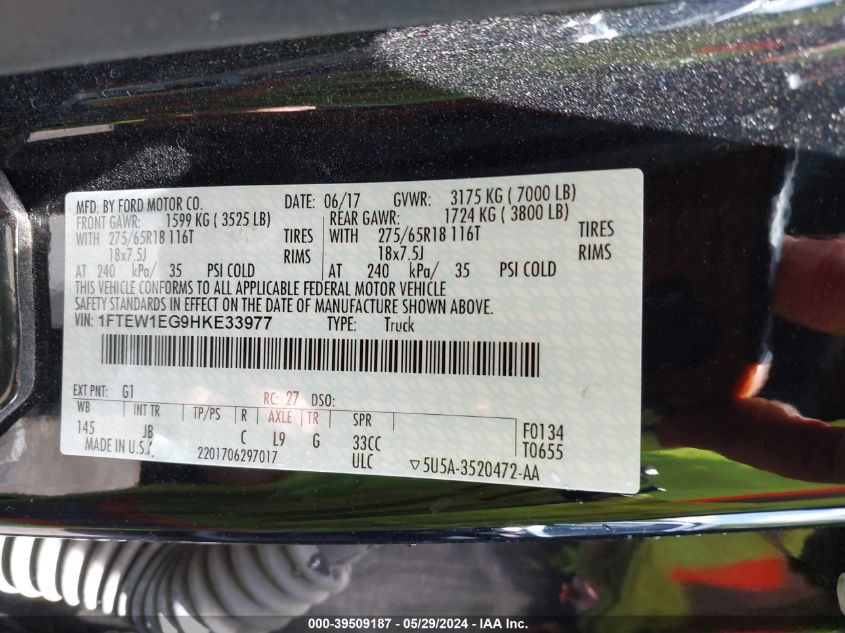 MFD. BY FORD MOTOR CO. DATE: 06/17 GVWR: 3175 KG ( 7000 LB)
FRONT GAWR: 1599 KG ( 3525 LB) REAR GAWR: 1724 KG ( 3800 LB)
WITH 275/65R18 116T TIRES WITH 275/65R18 116T TIRES
18x7.5J RIMS 18x7.5J RIMS
AT 240 kPa/ 35 PSI COLD AT 240 kPa/ 35 PSI COLD
THIS VEHICLE CONFORMS TO ALL APPLICABLE FEDERAL MOTOR VEHICLE
SAFETY STANDARDS IN EFFECT ON THE DATE OF MANUFACTURE SHOWN ABOVE.
VIN: 1FTEW1EG9HKE33977 TYPE: Truck
EXT PNT: G1 RC: 27 DSO:
WB INT TR TP/PS R AXLE TR SPR
145 JB C L9 G 33CC F0134
MADE IN U.S.A. 2201706297017 ULC T0655
▽5U5A-3520472-AA
000-39509187 - 05/29/2024 - IAA Inc.